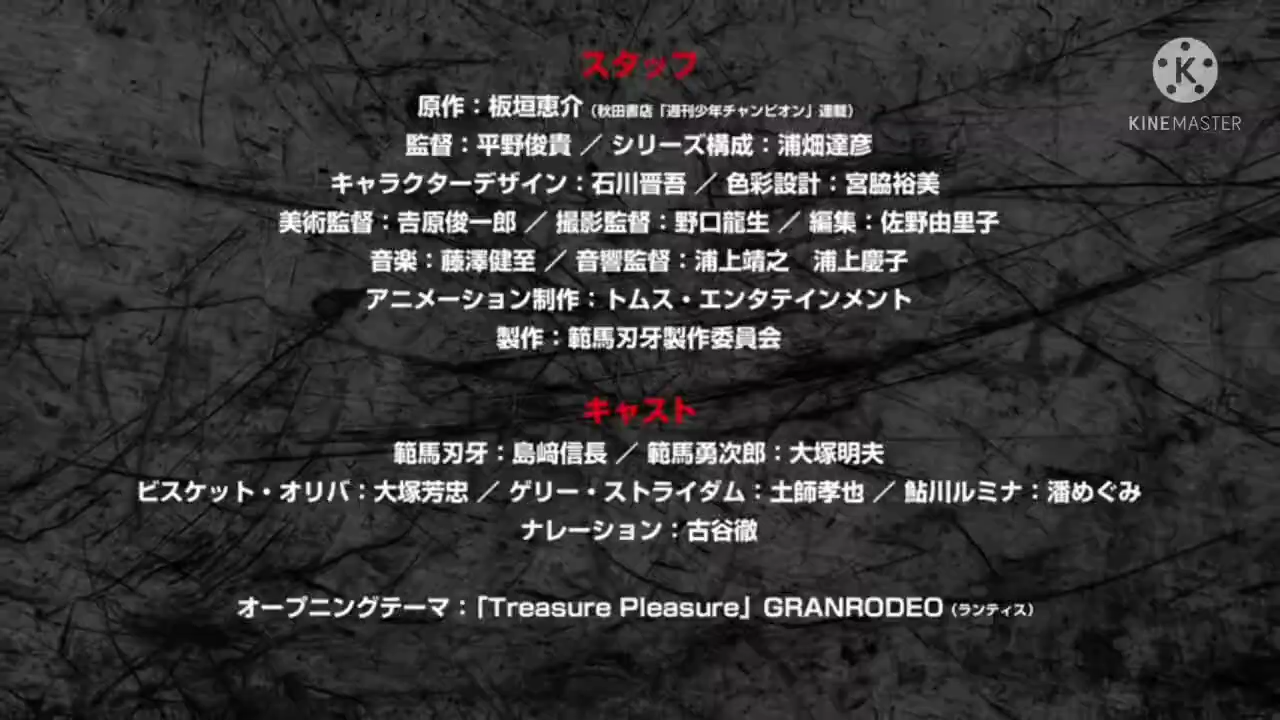 スタッフ
原作：板垣恵介（秋田書店「週刊少年チャンピオン」連載）
監督：平野俊貴 ／ シリーズ構成：浦畑達彦
キャラクターデザイン：石川晋吾 ／ 色彩設計：宮脇裕美
美術監督：吉原俊一郎 ／ 撮影監督：野口龍生 ／ 編集：佐野由里子
音楽：藤澤健至 ／ 音響監督：浦上靖之　浦上慶子
アニメーション制作：トムス・エンタテインメント
製作：範馬刃牙製作委員会
キャスト
範馬刃牙：島﨑信長 ／ 範馬勇次郎：大塚明夫
ビスケット・オリバ：大塚芳忠 ／ ゲリー・ストライダム：土師孝也 ／ 鮎川ルミナ：潘めぐみ
ナレーション：古谷徹
オープニングテーマ：「Treasure Pleasure」GRANRODEO（ランティス）
K
KINEMASTER